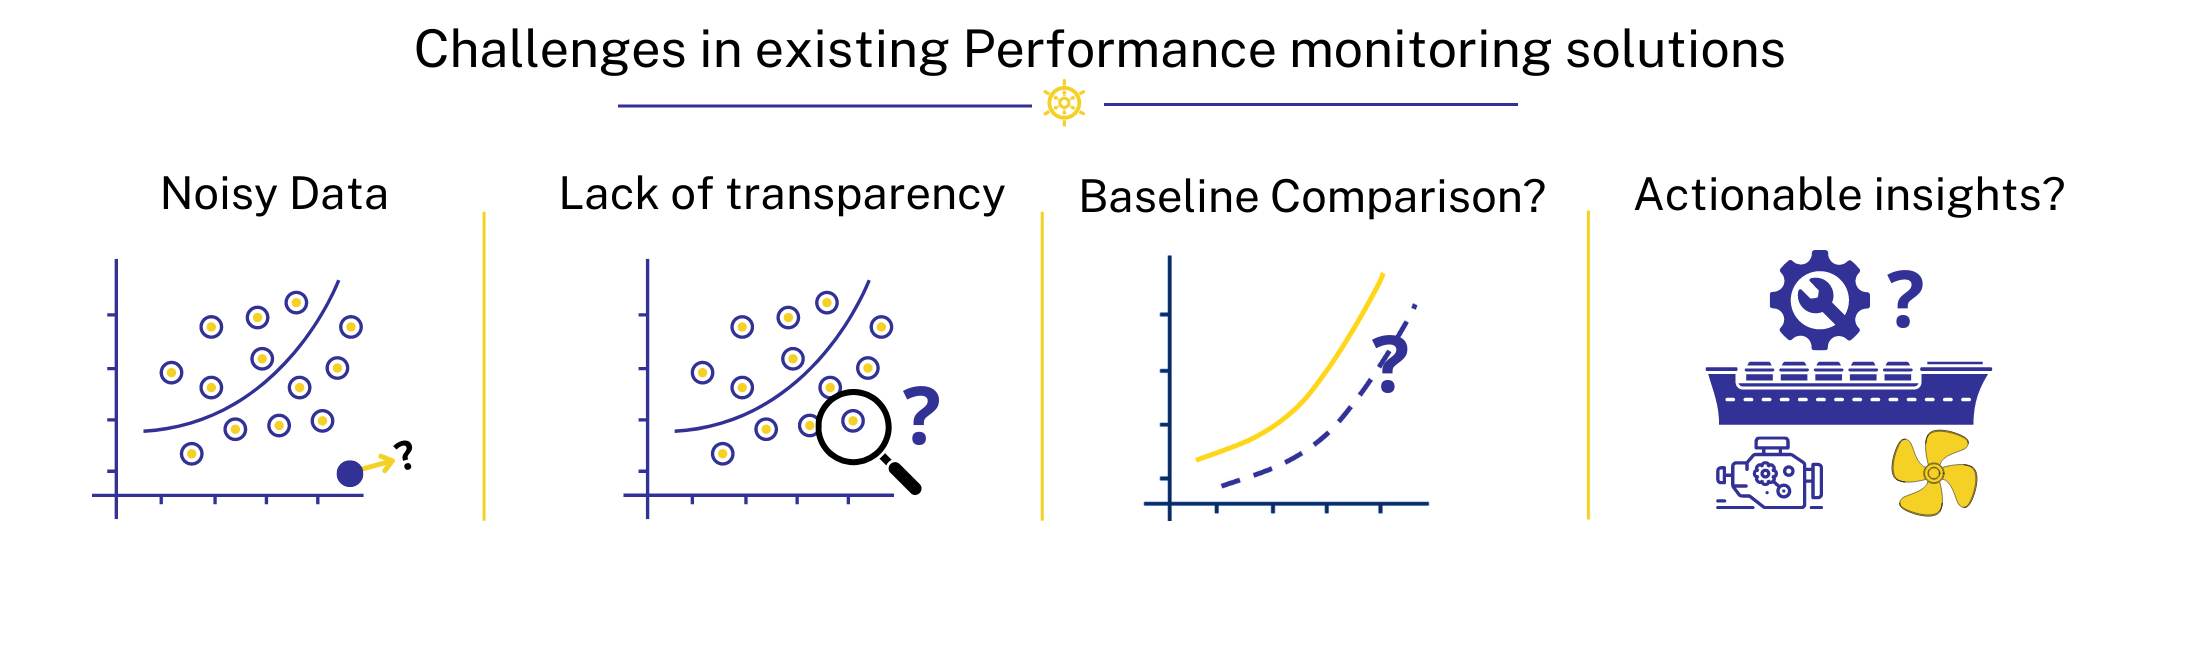 Challenges in existing Performance monitoring solutions
Noisy Data
Lack of transparency
Baseline Comparison?
Actionable insights?
?
?
?
?